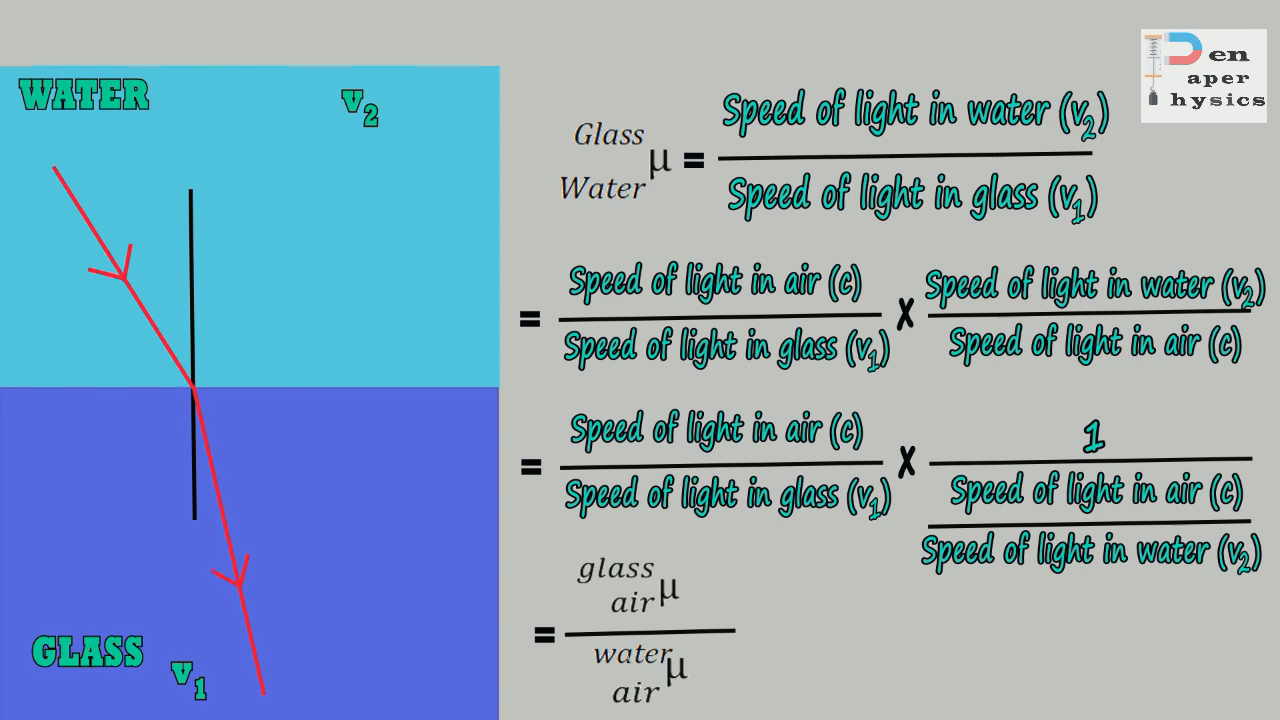 WATER
v2
GLASS
v1
Den
aper
hysics
Glass
Water μ = Speed of light in water (v2)
Speed of light in glass (v1)
= Speed of light in air (c) × Speed of light in water (v2)
Speed of light in glass (v1) Speed of light in air (c)
= Speed of light in air (c) × 1
Speed of light in glass (v1) Speed of light in air (c)
Speed of light in water (v2)
= glass
air μ
water
air μ